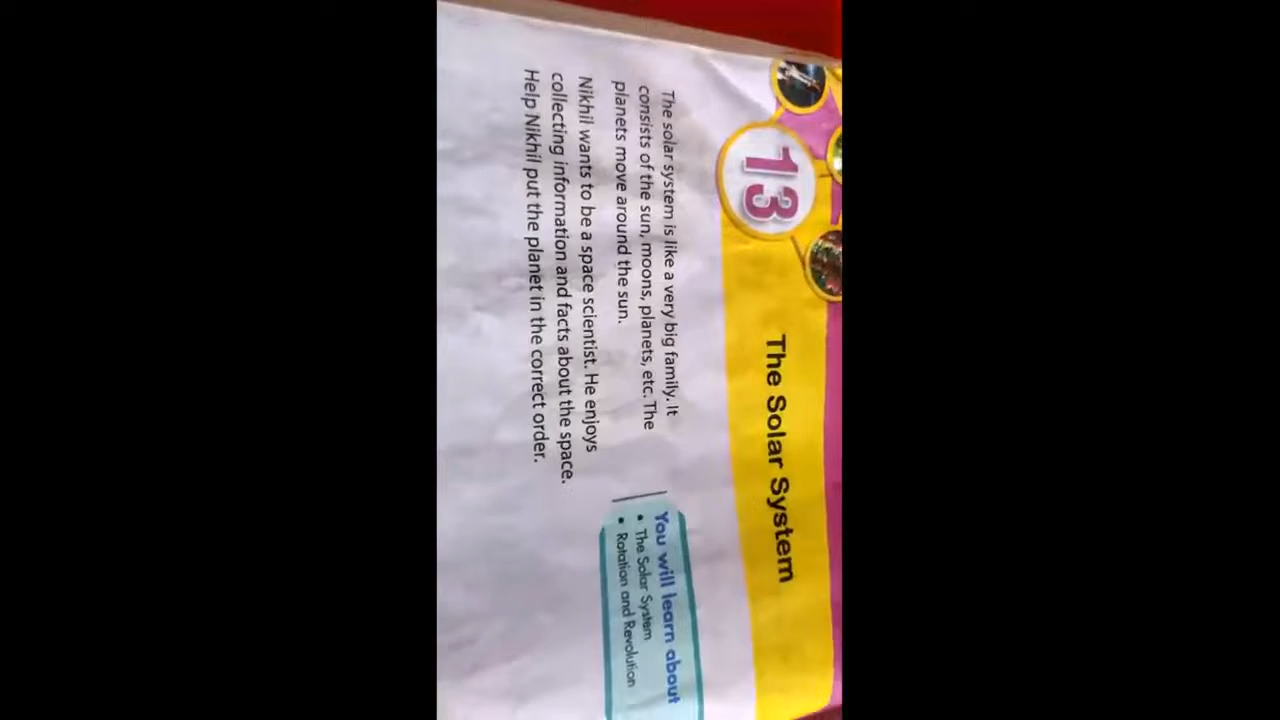 13
The Solar System
The solar system is like a very big family. It
consists of the sun, moons, planets, etc. The
planets move around the sun.
Nikhil wants to be a space scientist. He enjoys
collecting information and facts about the space.
Help Nikhil put the planet in the correct order.
You will learn about
• The Solar System
• Rotation and Revolution